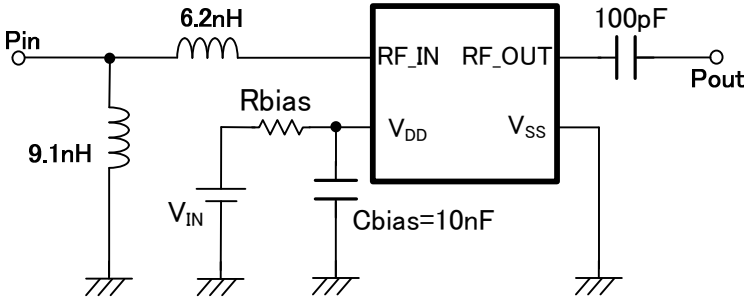 6.2nH
100pF
Pin
RF_IN
RF_OUT
Pout
Rbias
9.1nH
VDD
VSS
VIN
Cbias=10nF